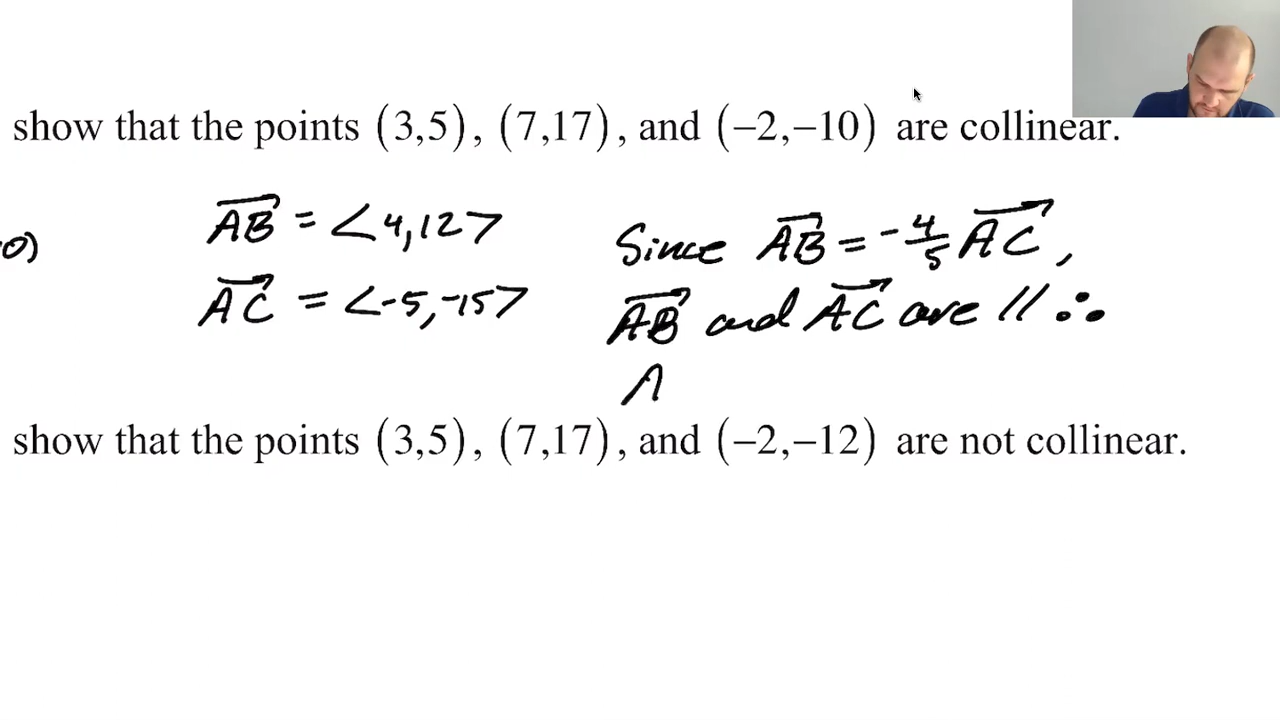 show that the points (3,5), (7,17), and (−2,−10) are collinear.
0)
AB = <4,12>
AC = <-5,-15>
Since AB = -4/5 AC,
AB and AC are // ∴
A
show that the points (3,5), (7,17), and (−2,−12) are not collinear.